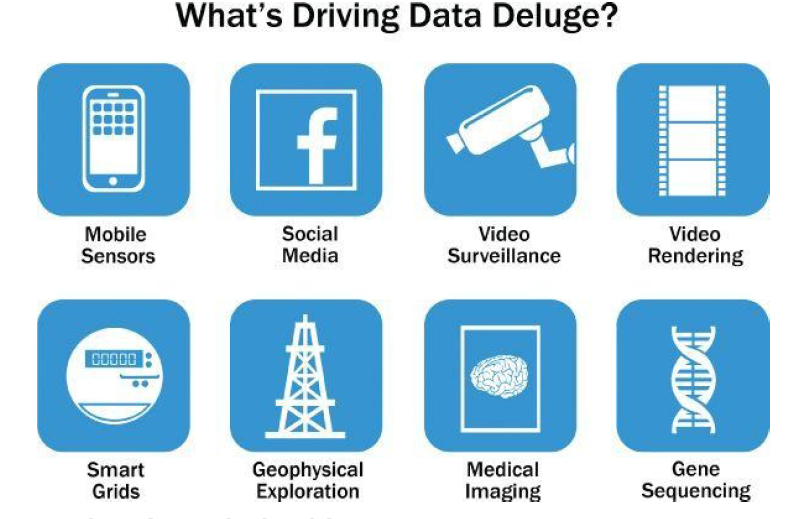 What's Driving Data Deluge?
f
Mobile
Sensors
Social
Media
Video
Surveillance
Video
Rendering
00000
Smart
Grids
Geophysical
Exploration
Medical
Imaging
Gene
Sequencing